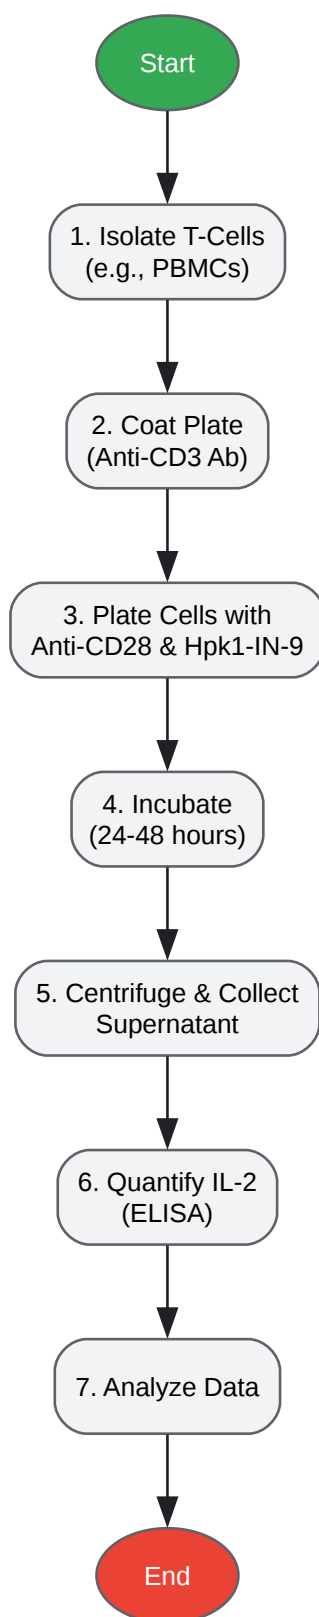 Start
1. Isolate T-Cells
(e.g., PBMCs)
2. Coat Plate
(Anti-CD3 Ab)
3. Plate Cells with
Anti-CD28 & Hpk1-IN-9
4. Incubate
(24-48 hours)
5. Centrifuge & Collect
Supernatant
6. Quantify IL-2
(ELISA)
7. Analyze Data
End